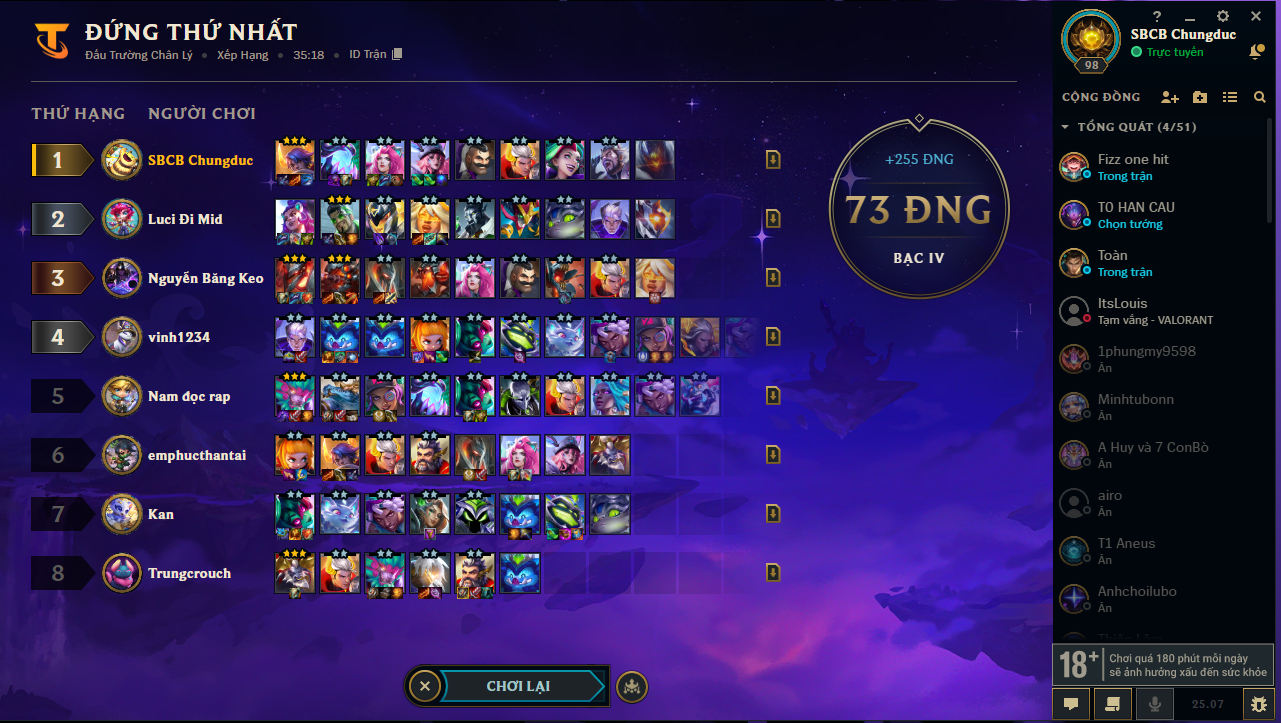 ĐỨNG THỨ NHẤT
Đấu Trường Chân Lý • Xếp Hạng • 35:18 • ID Trận
THỨ HẠNG NGƯỜI CHƠI
1 SBCB Chungduc
2 Luci Đi Mid
3 Nguyễn Băng Keo
4 vinh1234
5 Nam đọc rap
6 emphucthantai
7 Kan
8 Trungcrouch
+255 ĐNG
73 ĐNG
BẠC IV
CHƠI LẠI
?
SBCB Chungduc
Trực tuyến
98
CỘNG ĐỒNG
TỔNG QUÁT (4/51)
Fizz one hit
Trong trận
TO HAN CAU
Chọn tướng
Toàn
Trong trận
ItsLouis
Tạm vắng - VALORANT
1phungmy9598
Ẩn
Minhtubonn
Ẩn
A Huy và 7 ConBò
Ẩn
airo
Ẩn
T1 Aneus
Ẩn
Anhchoilubo
Ẩn
18+
Chơi quá 180 phút mỗi ngày
sẽ ảnh hưởng xấu đến sức khỏe
25.07